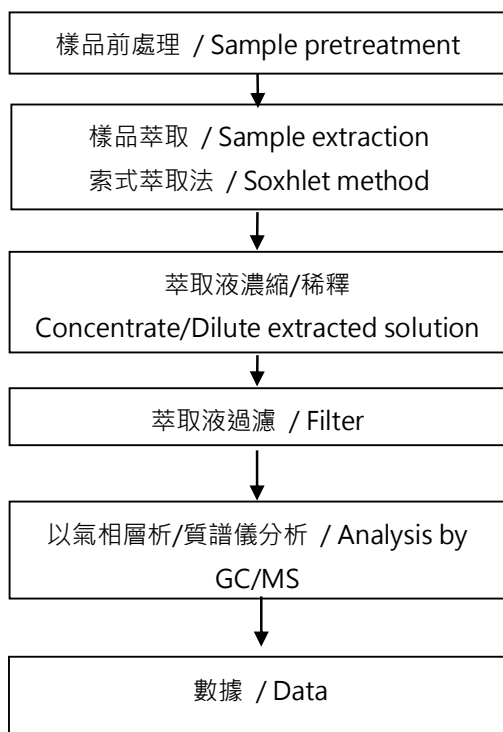 樣品前處理 / Sample pretreatment
樣品萃取 / Sample extraction
索式萃取法 / Soxhlet method
萃取液濃縮/稀釋
Concentrate/Dilute extracted solution
萃取液過濾 / Filter
以氣相層析/質譜儀分析 / Analysis by
GC/MS
數據 / Data